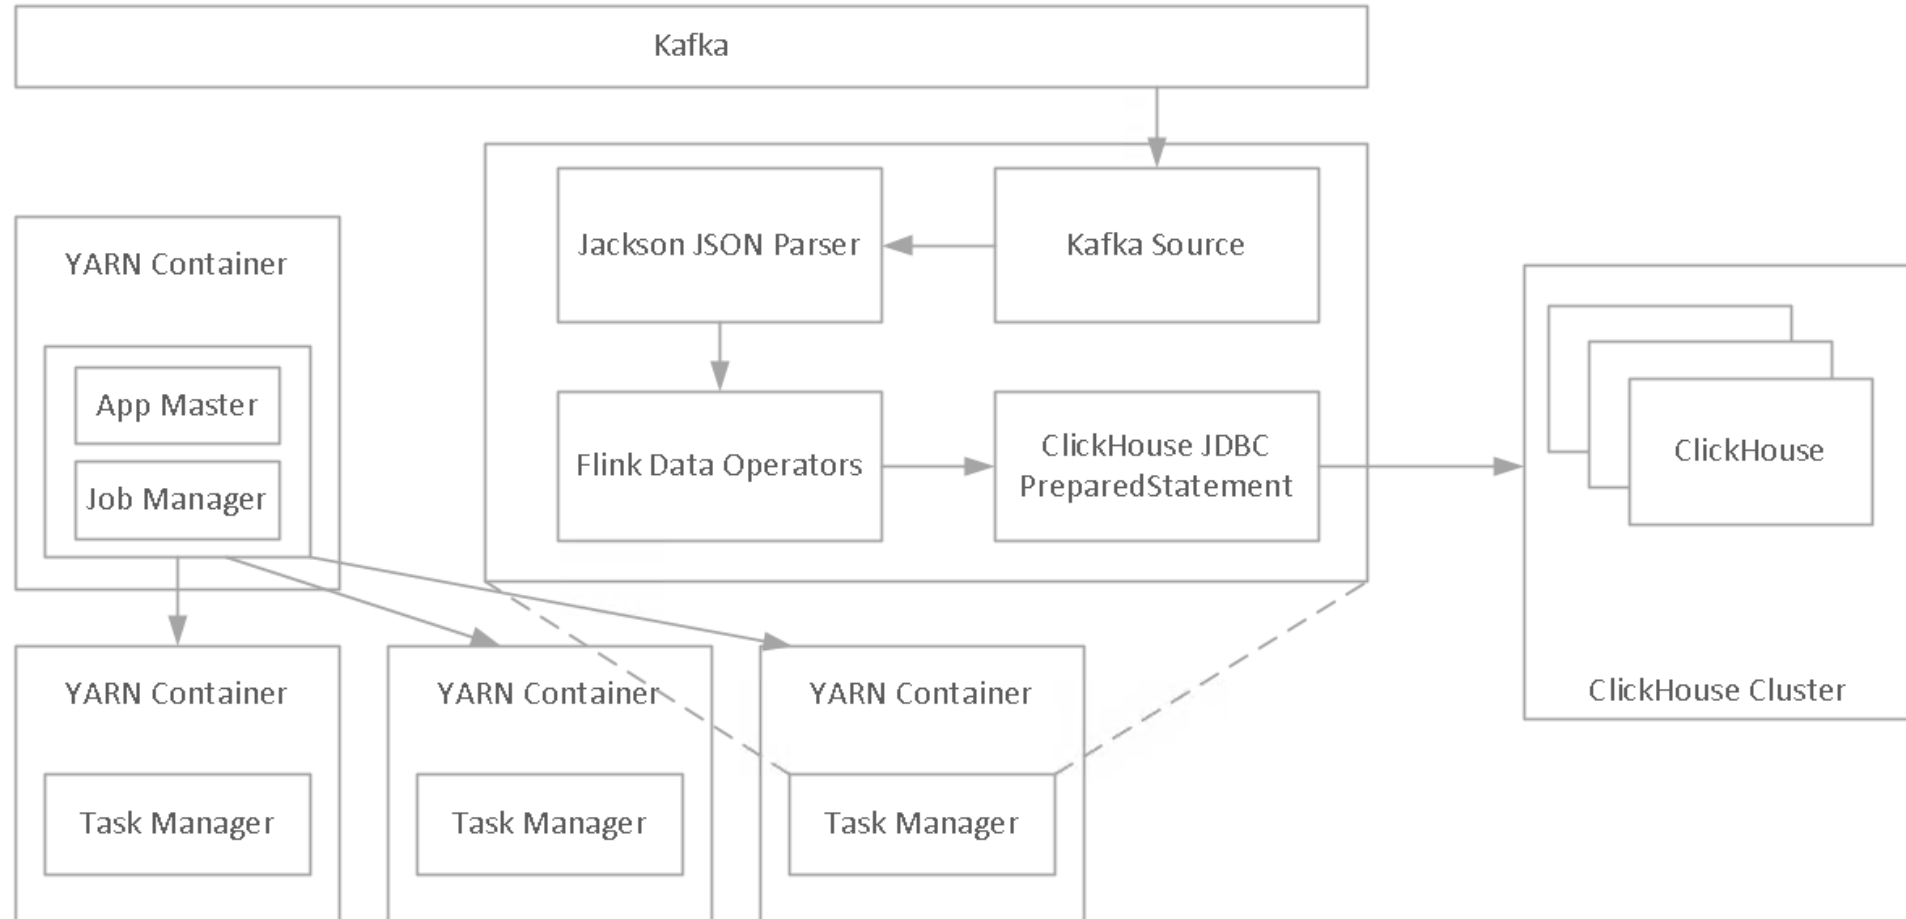 Kafka
Jackson JSON Parser
Kafka Source
YARN Container
App Master
Job Manager
Flink Data Operators
ClickHouse JDBC
PreparedStatement
ClickHouse
ClickHouse Cluster
YARN Container
YARN Container
YARN Container
Task Manager
Task Manager
Task Manager